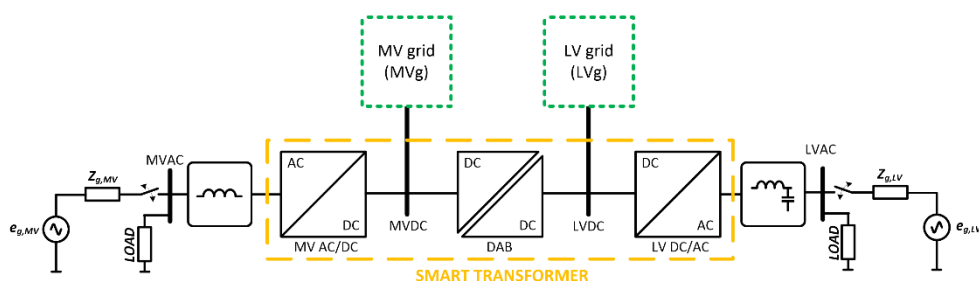 MV grid
(MVg)
LV grid
(LVg)
MVAC
Zg,MV
eg,MV
LOAD
AC
DC
MV AC/DC
MVDC
DC
DC
DAB
LVDC
DC
AC
LV DC/AC
LVAC
Zg,LV
eg,LV
LOAD
SMART TRANSFORMER